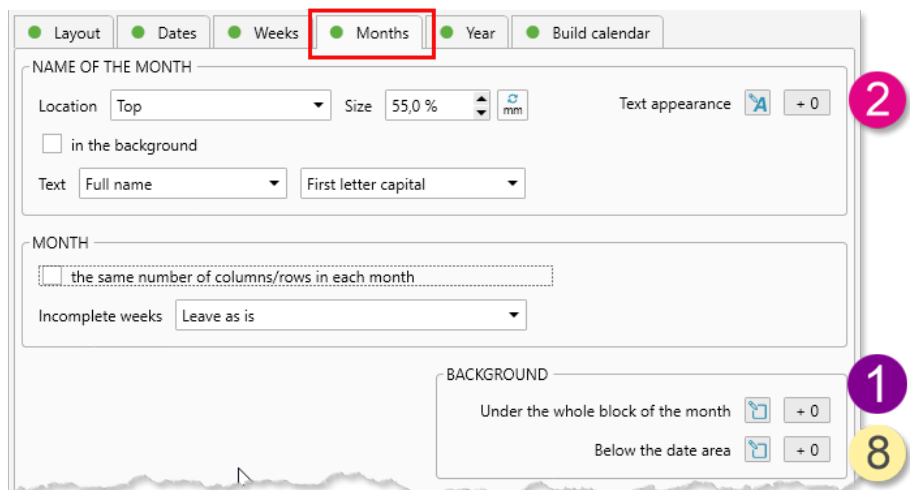 Layout Dates Weeks Months Year Build calendar
NAME OF THE MONTH
Location Top Size 55,0 % mm Text appearance A + 0 2
in the background
Text Full name First letter capital
MONTH
the same number of columns/rows in each month
Incomplete weeks Leave as is
BACKGROUND 1
Under the whole block of the month + 0
Below the date area + 0 8